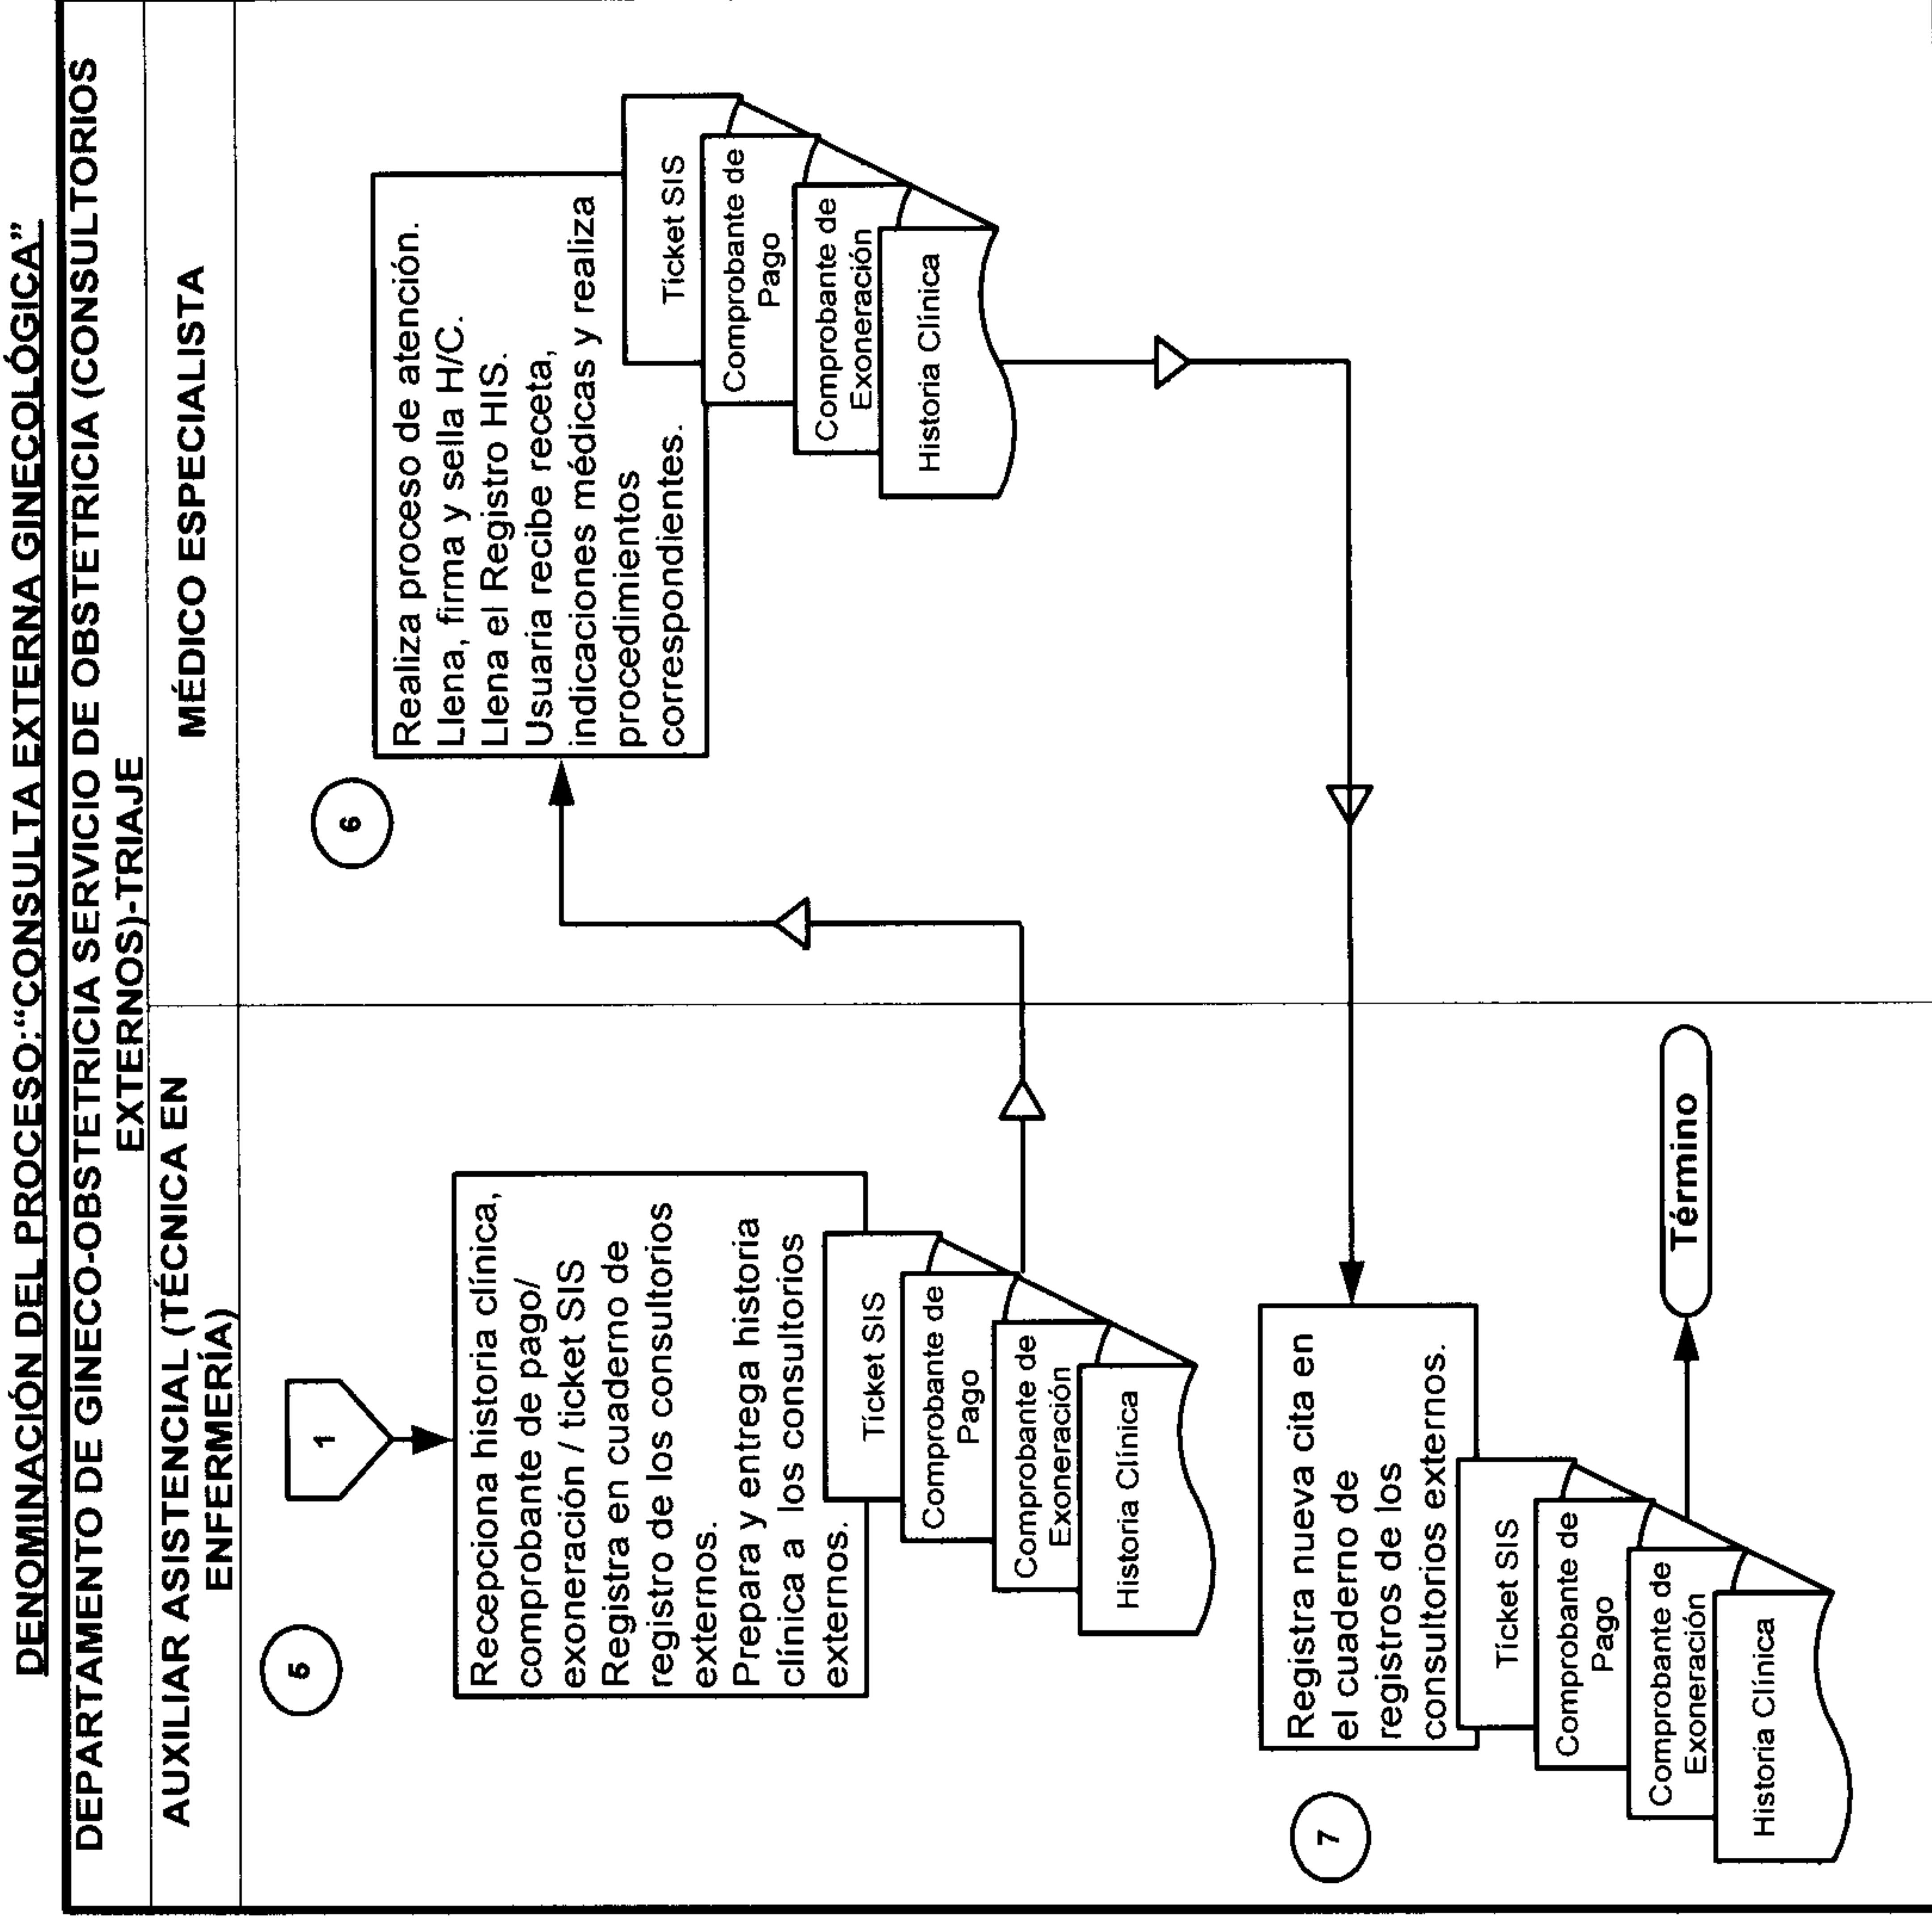 DENOMINACIÓN DEL PROCESO:“CONSULTA EXTERNA GINECOLÓGICA”
DEPARTAMENTO DE GINECO-OBSTETRICIA SERVICIO DE OBSTETRICIA (CONSULTORIOS
EXTERNOS)-TRIAJE
AUXILIAR ASISTENCIAL (TÉCNICA EN
ENFERMERÍA)
MÉDICO ESPECIALISTA
1
5
Recepciona historia clínica,
comprobante de pago/
exoneración / ticket SIS
Registra en cuaderno de
registro de los consultorios
externos.
Prepara y entrega historia
clínica a los consultorios
externos.
Ticket SIS
Comprobante de
Pago
Comprobante de
Exoneración
Historia Clínica
6
Realiza proceso de atención.
Llena, firma y sella H/C.
Llena el Registro HIS.
Usuaria recibe receta,
indicaciones médicas y realiza
procedimientos
correspondientes.
Ticket SIS
Comprobante de
Pago
Comprobante de
Exoneración
Historia Clínica
7
Registra nueva cita en
el cuaderno de
registros de los
consultorios externos.
Ticket SIS
Comprobante de
Pago
Comprobante de
Exoneración
Historia Clínica
Término